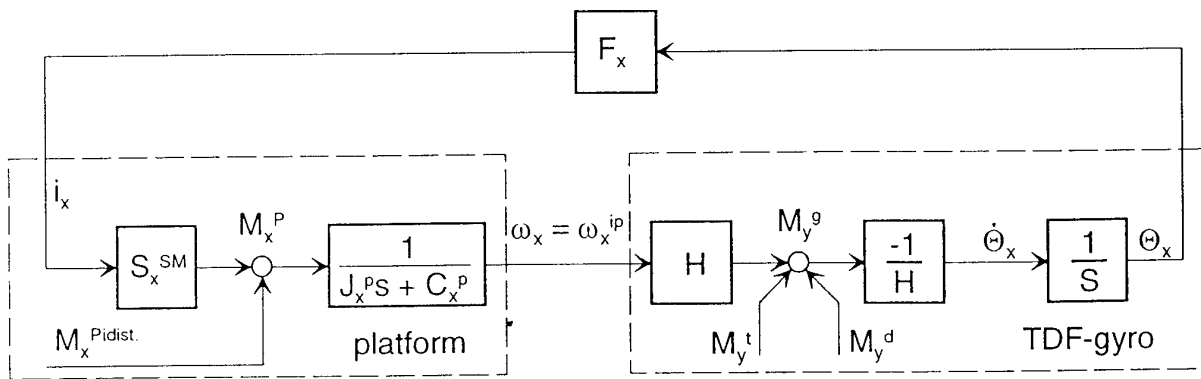 F_x
i_x
S_x^SM
M_x^P
1
J_x^p s + C_x^p
ω_x = ω_x^ip
H
M_y^g
-1
H
Θ̇_x
1
S
Θ_x
M_x^Pidist.
platform
M_y^t
M_y^d
TDF-gyro